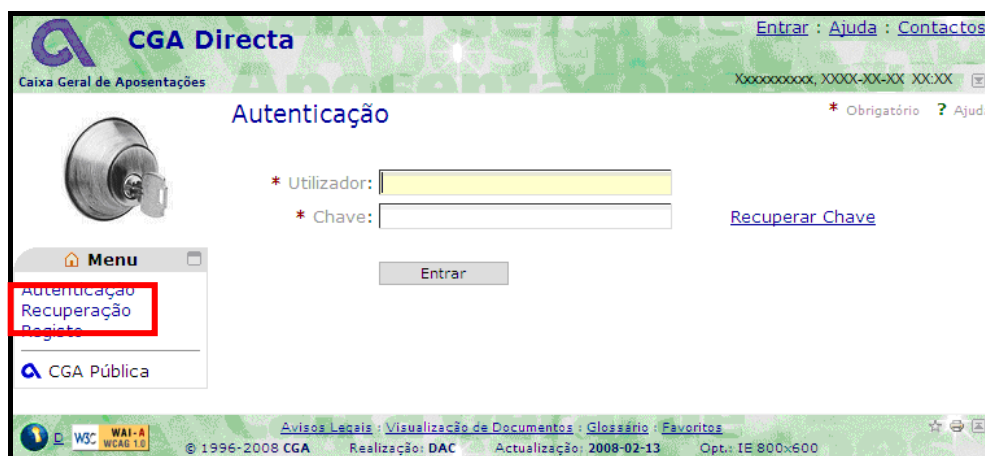 CGA Directa
Entrar : Ajuda : Contactos
Caixa Geral de Aposentações
Xxxxxxxxxx, XXXX-XX-XX XX:XX
Autenticação
* Obrigatório ? Ajuda
* Utilizador:
* Chave:
Recuperar Chave
Entrar
Menu
Autenticação
Recuperação
Registo
CGA Pública
D W3C WAI-A WCAG 1.0
Avisos Legais : Visualização de Documentos : Glossário : Favoritos
© 1996-2008 CGA Realização: DAC Actualização: 2008-02-13 Opt.: IE 800x600